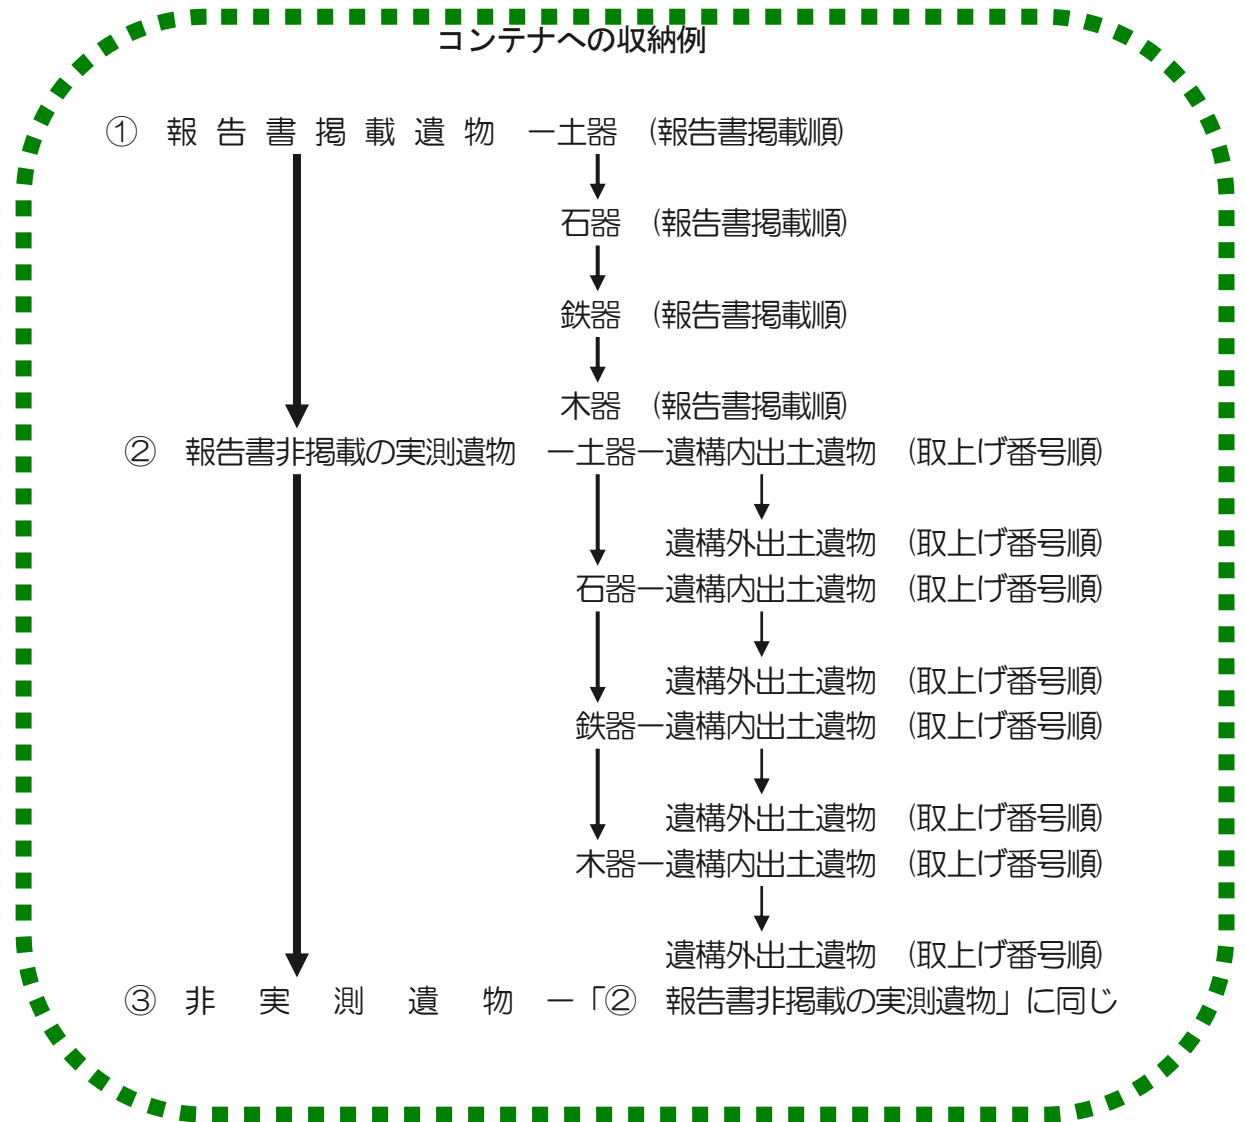 コンテナへの収納例
① 報告書掲載遺物 ー土器 (報告書掲載順)
石器 (報告書掲載順)
鉄器 (報告書掲載順)
木器 (報告書掲載順)
② 報告書非掲載の実測遺物 ー土器ー遺構内出土遺物 (取上げ番号順)
遺構外出土遺物 (取上げ番号順)
石器ー遺構内出土遺物 (取上げ番号順)
遺構外出土遺物 (取上げ番号順)
鉄器ー遺構内出土遺物 (取上げ番号順)
遺構外出土遺物 (取上げ番号順)
木器ー遺構内出土遺物 (取上げ番号順)
遺構外出土遺物 (取上げ番号順)
③ 非実測遺物 ー「② 報告書非掲載の実測遺物」に同じ